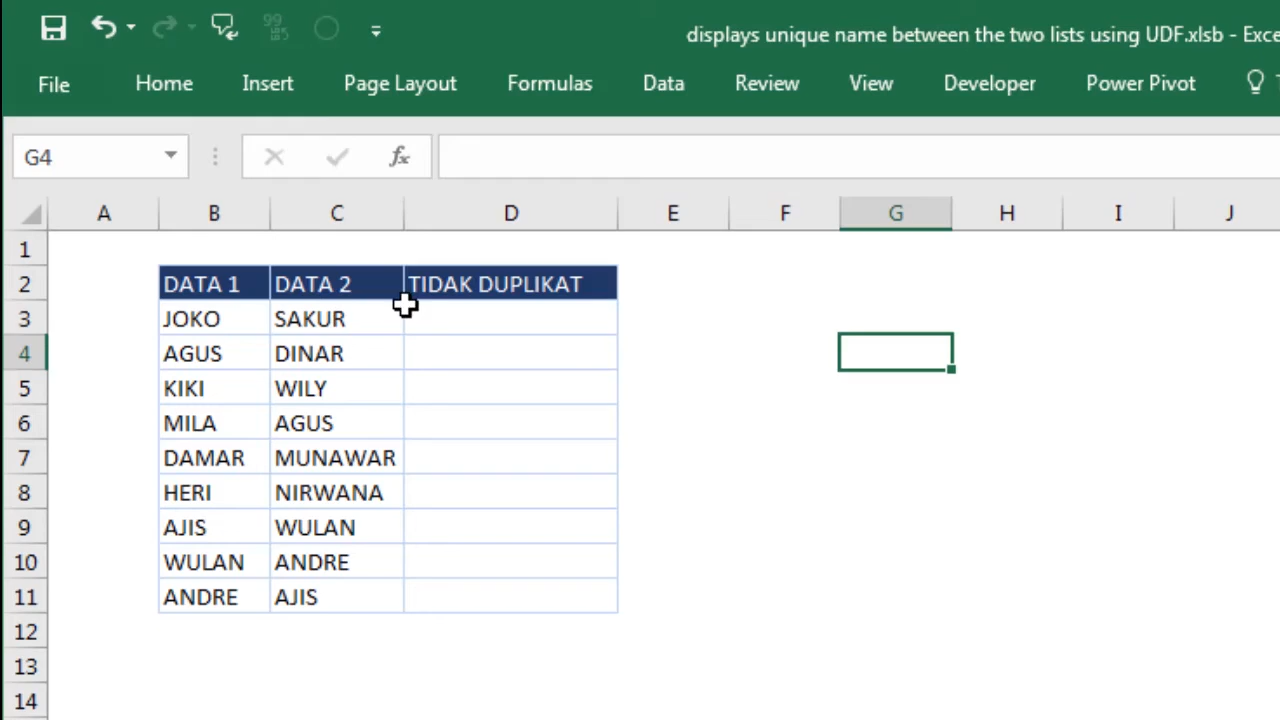 displays unique name between the two lists using UDF.xlsb - Exce
File Home Insert Page Layout Formulas Data Review View Developer Power Pivot
G4 fx
A B C D E F G H I J
1
2 DATA 1 DATA 2 TIDAK DUPLIKAT
3 JOKO SAKUR
4 AGUS DINAR
5 KIKI WILY
6 MILA AGUS
7 DAMAR MUNAWAR
8 HERI NIRWANA
9 AJIS WULAN
10 WULAN ANDRE
11 ANDRE AJIS
12
13
14